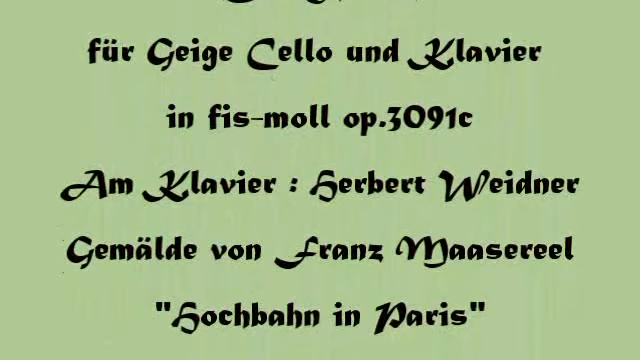 für Geige Cello und Klavier
in fis-moll op.3091c
Am Klavier : Herbert Weidner
Gemälde von Franz Maasereel
"Hochbahn in Paris"